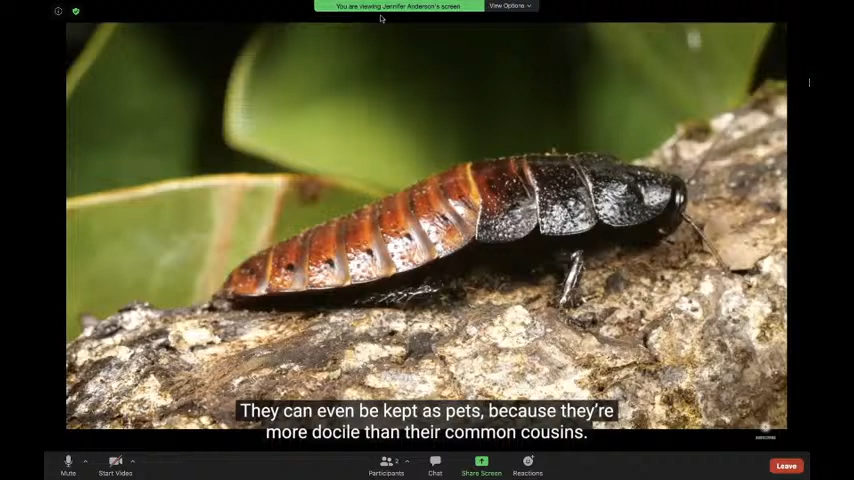 You are viewing Jennifer Anderson's screen
View Options
They can even be kept as pets, because they're
more docile than their common cousins.
Mute
Start Video
Participants
2
Chat
Share Screen
Reactions
Leave